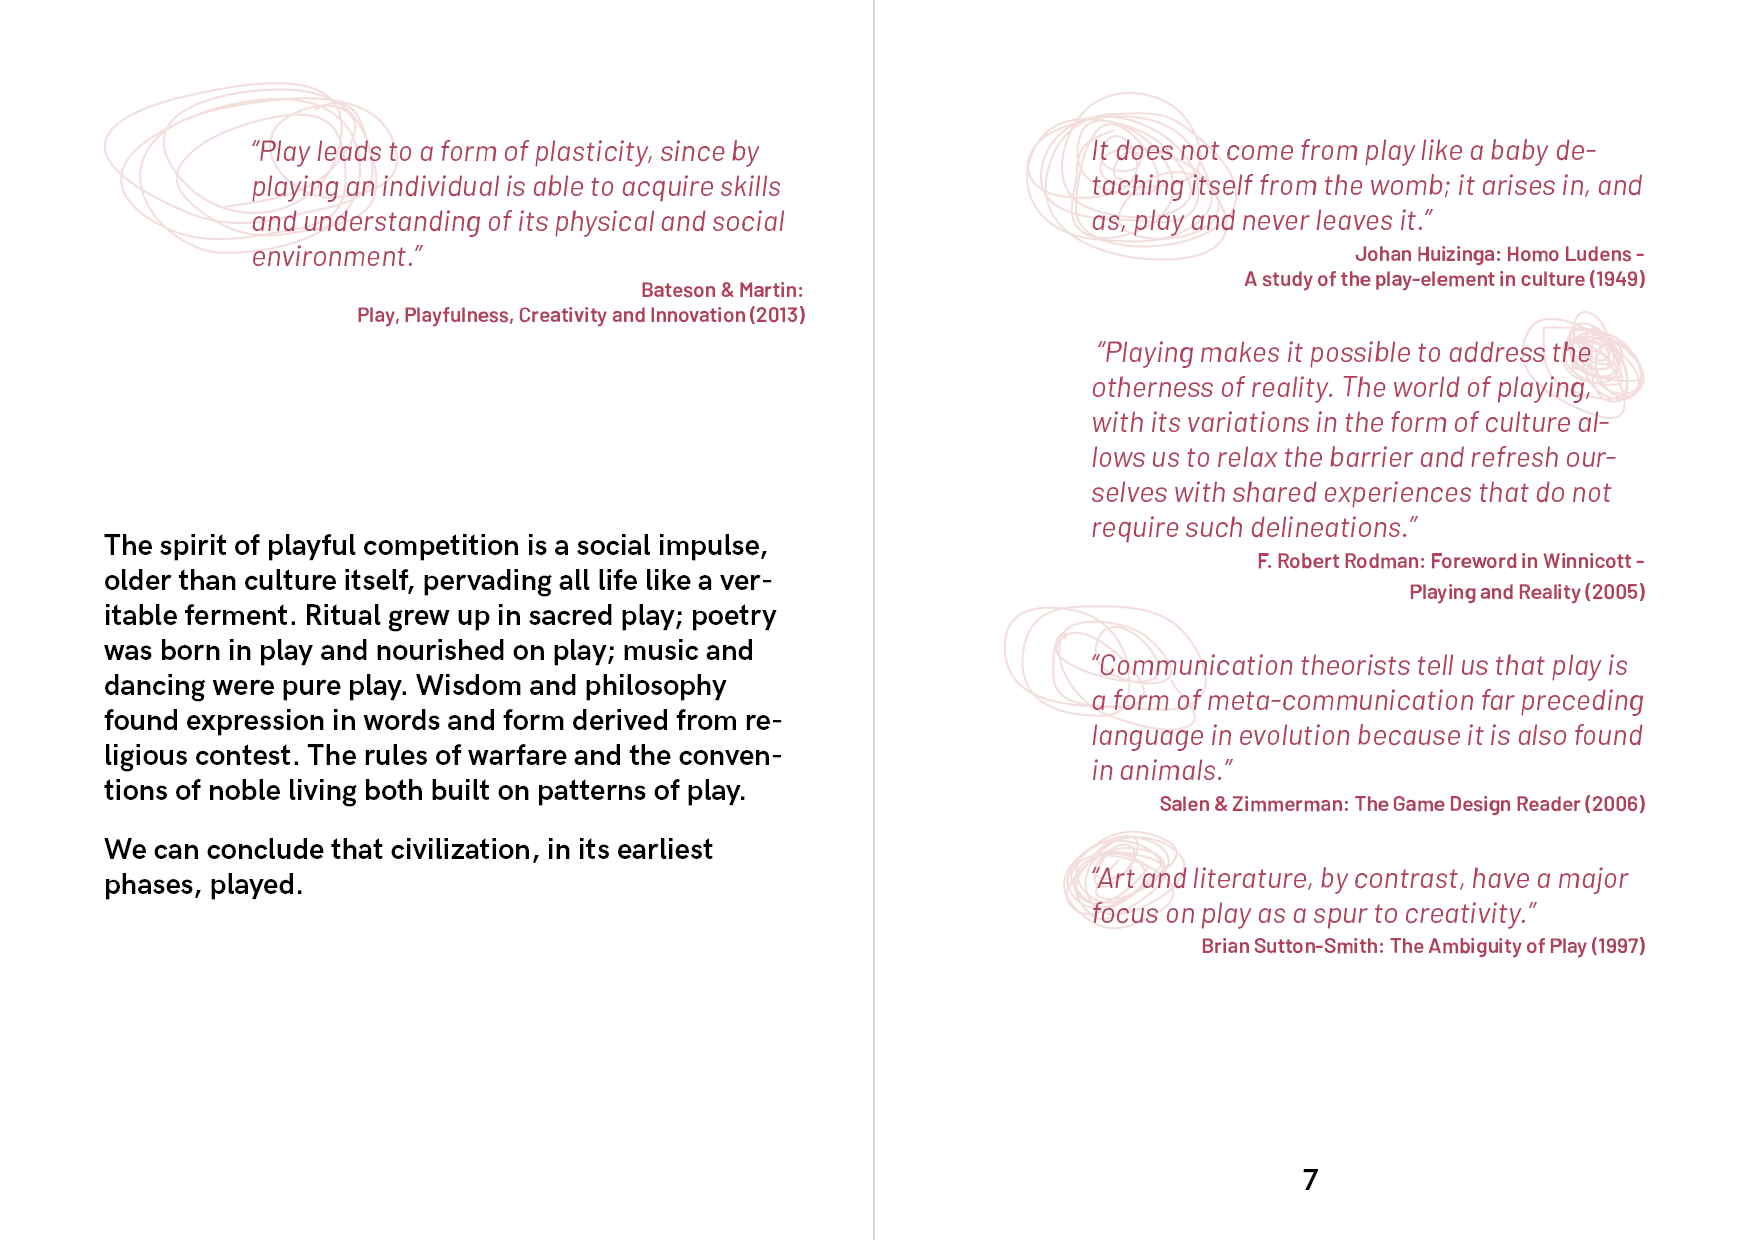 “Play leads to a form of plasticity, since by
playing an individual is able to acquire skills
and understanding of its physical and social
environment.”
Bateson & Martin:
Play, Playfulness, Creativity and Innovation (2013)
The spirit of playful competition is a social impulse,
older than culture itself, pervading all life like a ver-
itable ferment. Ritual grew up in sacred play; poetry
was born in play and nourished on play; music and
dancing were pure play. Wisdom and philosophy
found expression in words and form derived from re-
ligious contest. The rules of warfare and the conven-
tions of noble living both built on patterns of play.
We can conclude that civilization, in its earliest
phases, played.
It does not come from play like a baby de-
taching itself from the womb; it arises in, and
as, play and never leaves it.”
Johan Huizinga: Homo Ludens -
A study of the play-element in culture (1949)
“Playing makes it possible to address the
otherness of reality. The world of playing,
with its variations in the form of culture al-
lows us to relax the barrier and refresh our-
selves with shared experiences that do not
require such delineations.”
F. Robert Rodman: Foreword in Winnicott -
Playing and Reality (2005)
“Communication theorists tell us that play is
a form of meta-communication far preceding
language in evolution because it is also found
in animals.”
Salen & Zimmerman: The Game Design Reader (2006)
“Art and literature, by contrast, have a major
focus on play as a spur to creativity.”
Brian Sutton-Smith: The Ambiguity of Play (1997)
7